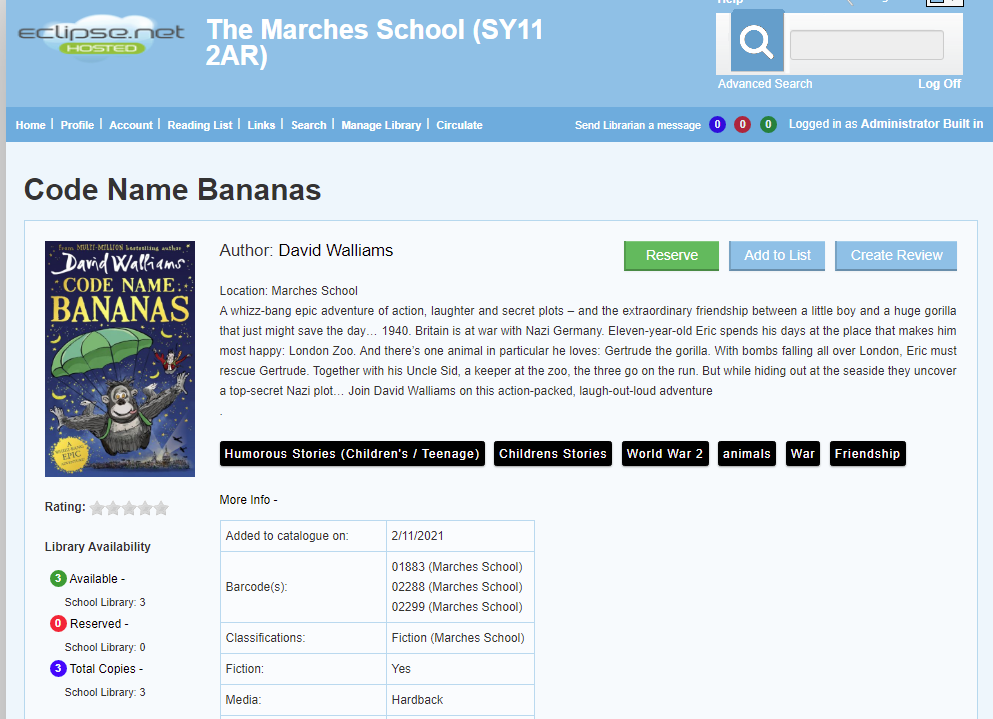 Help
eclipse.net
HOSTED
The Marches School (SY11
2AR)
Advanced Search Log Off
Home | Profile | Account | Reading List | Links | Search | Manage Library | Circulate
Send Librarian a message 0 0 0 Logged in as Administrator Built in
Code Name Bananas
from MULTI-MILLION bestselling author
David Walliams
CODE NAME
BANANAS
A
WHIZZ-BANG
EPIC
ADVENTURE
Rating:
Library Availability
3 Available -
School Library: 3
0 Reserved -
School Library: 0
3 Total Copies -
School Library: 3
Author: David Walliams
Reserve Add to List Create Review
Location: Marches School
A whizz-bang epic adventure of action, laughter and secret plots – and the extraordinary friendship between a little boy and a huge gorilla
that just might save the day… 1940. Britain is at war with Nazi Germany. Eleven-year-old Eric spends his days at the place that makes him
most happy: London Zoo. And there’s one animal in particular he loves: Gertrude the gorilla. With bombs falling all over London, Eric must
rescue Gertrude. Together with his Uncle Sid, a keeper at the zoo, the three go on the run. But while hiding out at the seaside they uncover
a top-secret Nazi plot… Join David Walliams on this action-packed, laugh-out-loud adventure
.
Humorous Stories (Children's / Teenage) Childrens Stories World War 2 animals War Friendship
More Info -
Added to catalogue on: 2/11/2021
Barcode(s): 01883 (Marches School)
02288 (Marches School)
02299 (Marches School)
Classifications: Fiction (Marches School)
Fiction: Yes
Media: Hardback